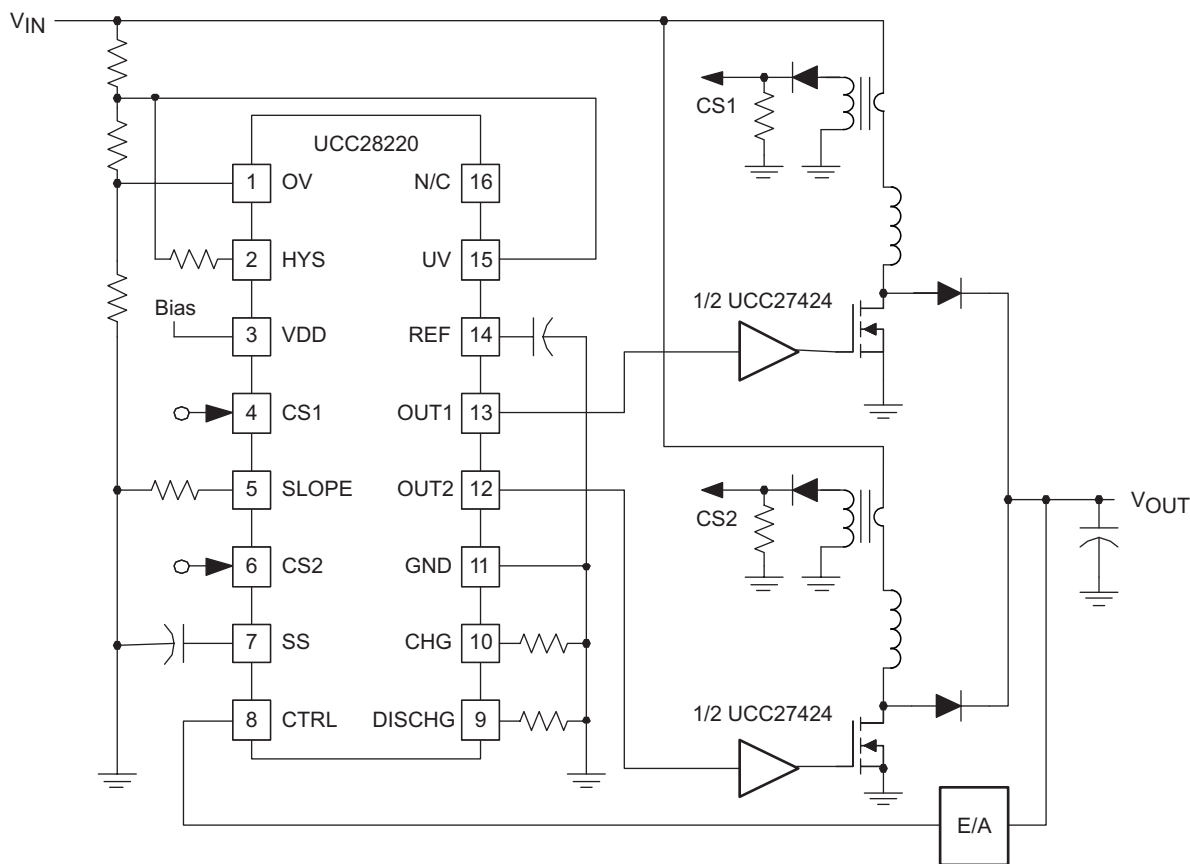 VIN
CS1
UCC28220
1 OV N/C 16
2 HYS UV 15
1/2 UCC27424
Bias
3 VDD REF 14
4 CS1 OUT1 13
5 SLOPE OUT2 12
CS2
VOUT
6 CS2 GND 11
7 SS CHG 10
8 CTRL DISCHG 9
1/2 UCC27424
E/A